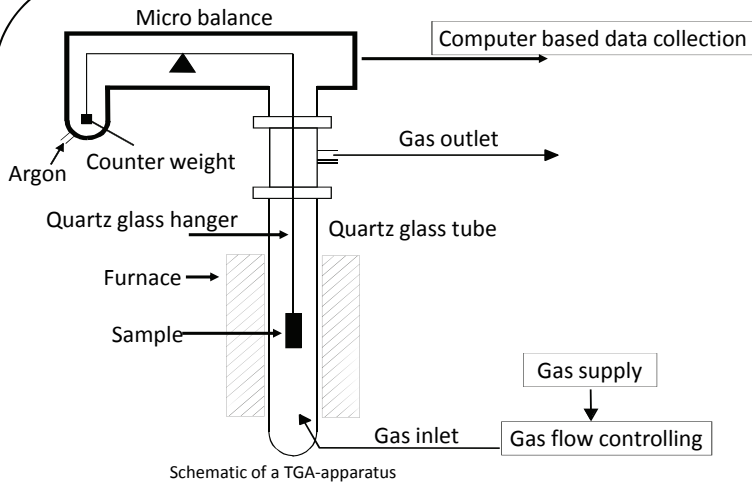 Micro balance
Computer based data collection
Gas outlet
Counter weight
Argon
Quartz glass hanger
Quartz glass tube
Furnace
Sample
Gas supply
Gas inlet
Gas flow controlling
Schematic of a TGA-apparatus